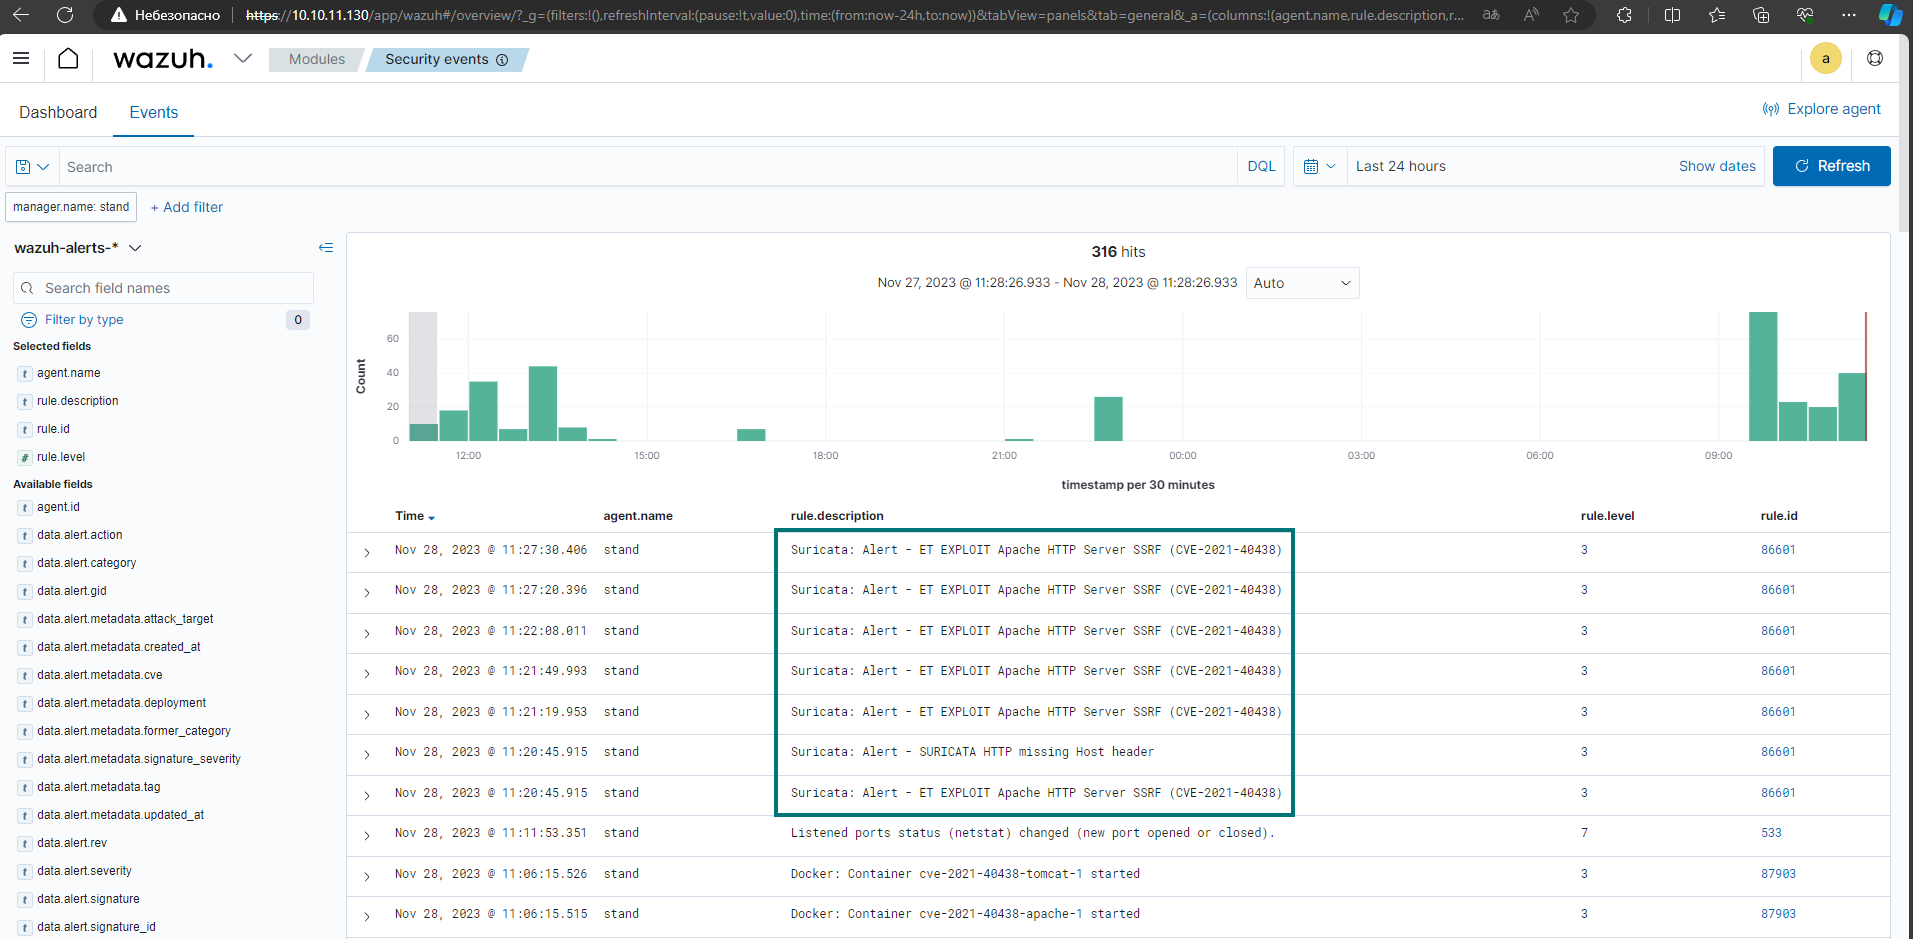 Небезопасно https://10.10.11.130/app/wazuh#/overview/?_g=(filters:!(),refreshInterval:(pause:!t,value:0),time:(from:now-24h,to:now))&tabView=panels&tab=general&_a=(columns:!(agent.name,rule.description,r...
wazuh. Modules Security events a
Dashboard Events Explore agent
Search DQL Last 24 hours Show dates Refresh
manager.name: stand + Add filter
wazuh-alerts-*
Search field names
Filter by type 0
Selected fields
t agent.name
t rule.description
t rule.id
# rule.level
Available fields
t agent.id
t data.alert.action
t data.alert.category
t data.alert.gid
t data.alert.metadata.attack_target
t data.alert.metadata.created_at
t data.alert.metadata.cve
t data.alert.metadata.deployment
t data.alert.metadata.former_category
t data.alert.metadata.signature_severity
t data.alert.metadata.tag
t data.alert.metadata.updated_at
t data.alert.rev
t data.alert.severity
t data.alert.signature
t data.alert.signature_id
316 hits
Nov 27, 2023 @ 11:28:26.933 - Nov 28, 2023 @ 11:28:26.933 Auto
Count
60
40
20
0
12:00 15:00 18:00 21:00 00:00 03:00 06:00 09:00
timestamp per 30 minutes
Time agent.name rule.description rule.level rule.id
Nov 28, 2023 @ 11:27:30.406 stand Suricata: Alert - ET EXPLOIT Apache HTTP Server SSRF (CVE-2021-40438) 3 86601
Nov 28, 2023 @ 11:27:20.396 stand Suricata: Alert - ET EXPLOIT Apache HTTP Server SSRF (CVE-2021-40438) 3 86601
Nov 28, 2023 @ 11:22:08.011 stand Suricata: Alert - ET EXPLOIT Apache HTTP Server SSRF (CVE-2021-40438) 3 86601
Nov 28, 2023 @ 11:21:49.993 stand Suricata: Alert - ET EXPLOIT Apache HTTP Server SSRF (CVE-2021-40438) 3 86601
Nov 28, 2023 @ 11:21:19.953 stand Suricata: Alert - ET EXPLOIT Apache HTTP Server SSRF (CVE-2021-40438) 3 86601
Nov 28, 2023 @ 11:20:45.915 stand Suricata: Alert - SURICATA HTTP missing Host header 3 86601
Nov 28, 2023 @ 11:20:45.915 stand Suricata: Alert - ET EXPLOIT Apache HTTP Server SSRF (CVE-2021-40438) 3 86601
Nov 28, 2023 @ 11:11:53.351 stand Listened ports status (netstat) changed (new port opened or closed). 7 533
Nov 28, 2023 @ 11:06:15.526 stand Docker: Container cve-2021-40438-tomcat-1 started 3 87903
Nov 28, 2023 @ 11:06:15.515 stand Docker: Container cve-2021-40438-apache-1 started 3 87903